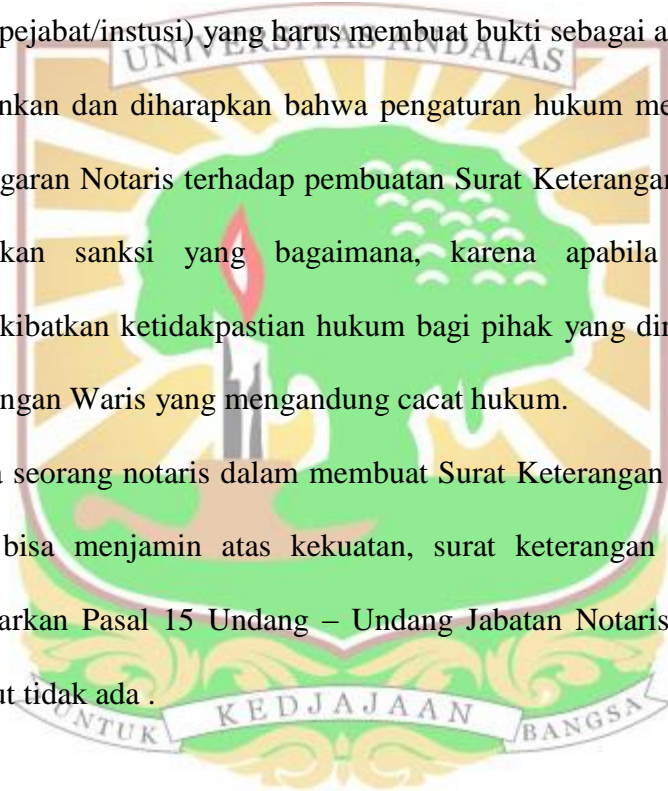 pejabat/instusi) yang harus membuat bukti sebagai a
UNIVERSITAS ANDALAS
nkan dan diharapkan bahwa pengaturan hukum me
garan Notaris terhadap pembuatan Surat Keterangan
kan sanksi yang bagaimana, karena apabila
kibatkan ketidakpastian hukum bagi pihak yang dir
ngan Waris yang mengandung cacat hukum.
a seorang notaris dalam membuat Surat Keterangan
bisa menjamin atas kekuatan, surat keterangan
arkan Pasal 15 Undang – Undang Jabatan Notaris
ut tidak ada .
UNTUK KEDJAJAAN BANGSA